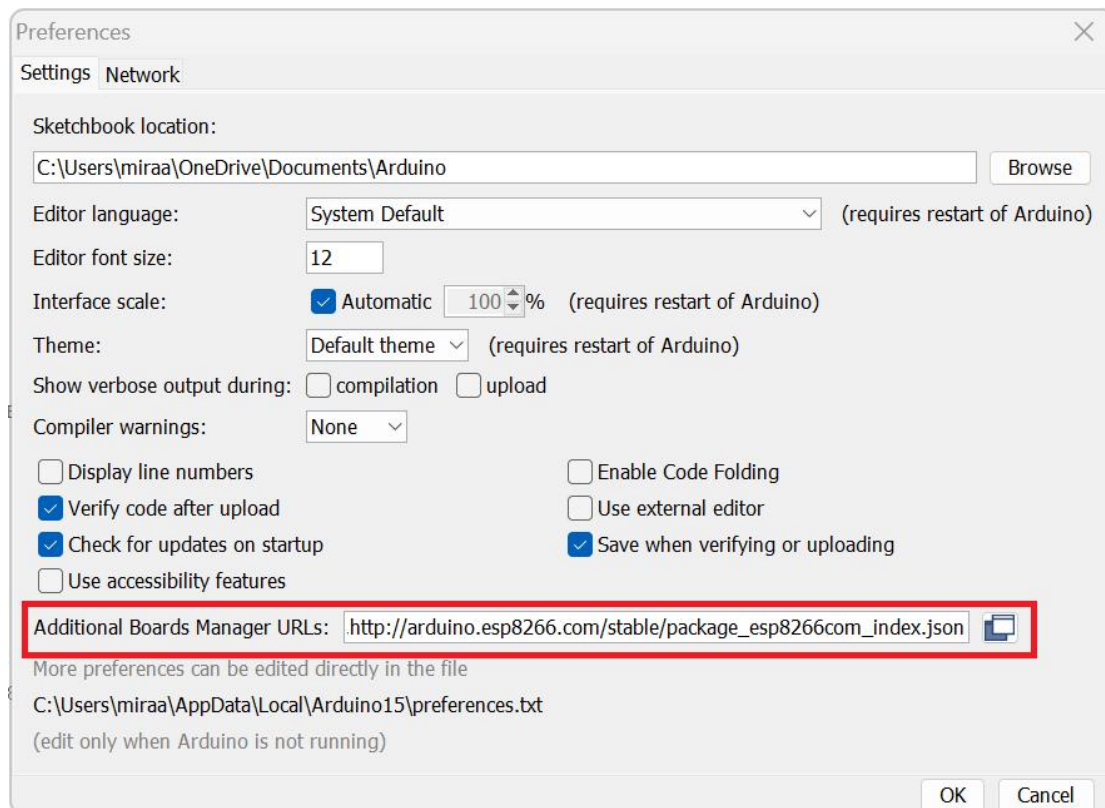 Preferences
Settings Network
Sketchbook location:
C:\Users\miraa\OneDrive\Documents\Arduino Browse
Editor language: System Default (requires restart of Arduino)
Editor font size: 12
Interface scale: Automatic 100 % (requires restart of Arduino)
Theme: Default theme (requires restart of Arduino)
Show verbose output during: compilation upload
Compiler warnings: None
Display line numbers Enable Code Folding
Verify code after upload Use external editor
Check for updates on startup Save when verifying or uploading
Use accessibility features
Additional Boards Manager URLs: http://arduino.esp8266.com/stable/package_esp8266com_index.json
More preferences can be edited directly in the file
C:\Users\miraa\AppData\Local\Arduino15\preferences.txt
(edit only when Arduino is not running)
OK Cancel